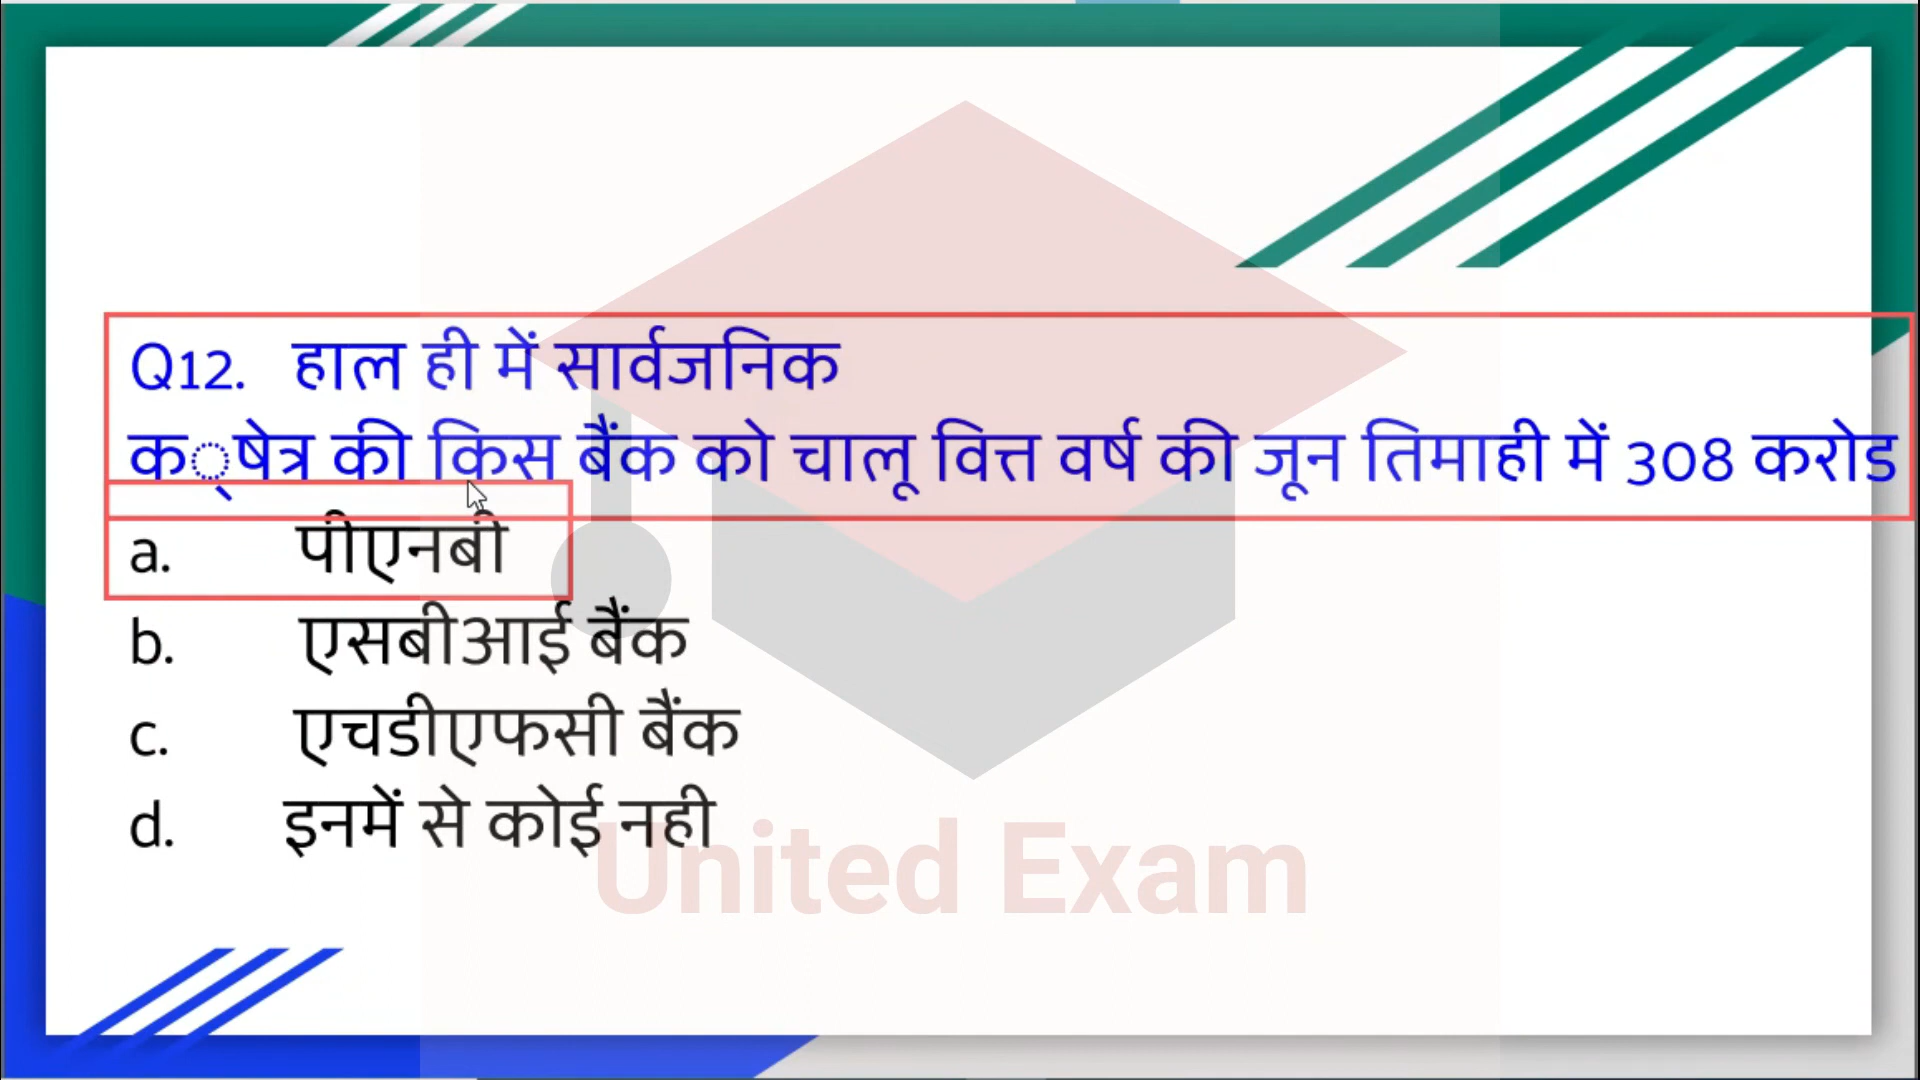 Q12. हाल ही में सार्वजनिक
क्षेत्र की किस बैंक को चालू वित्त वर्ष की जून तिमाही में 308 करोड
a. पीएनबी
b. एसबीआई बैंक
c. एचडीएफसी बैंक
d. इनमें से कोई नही
United Exam